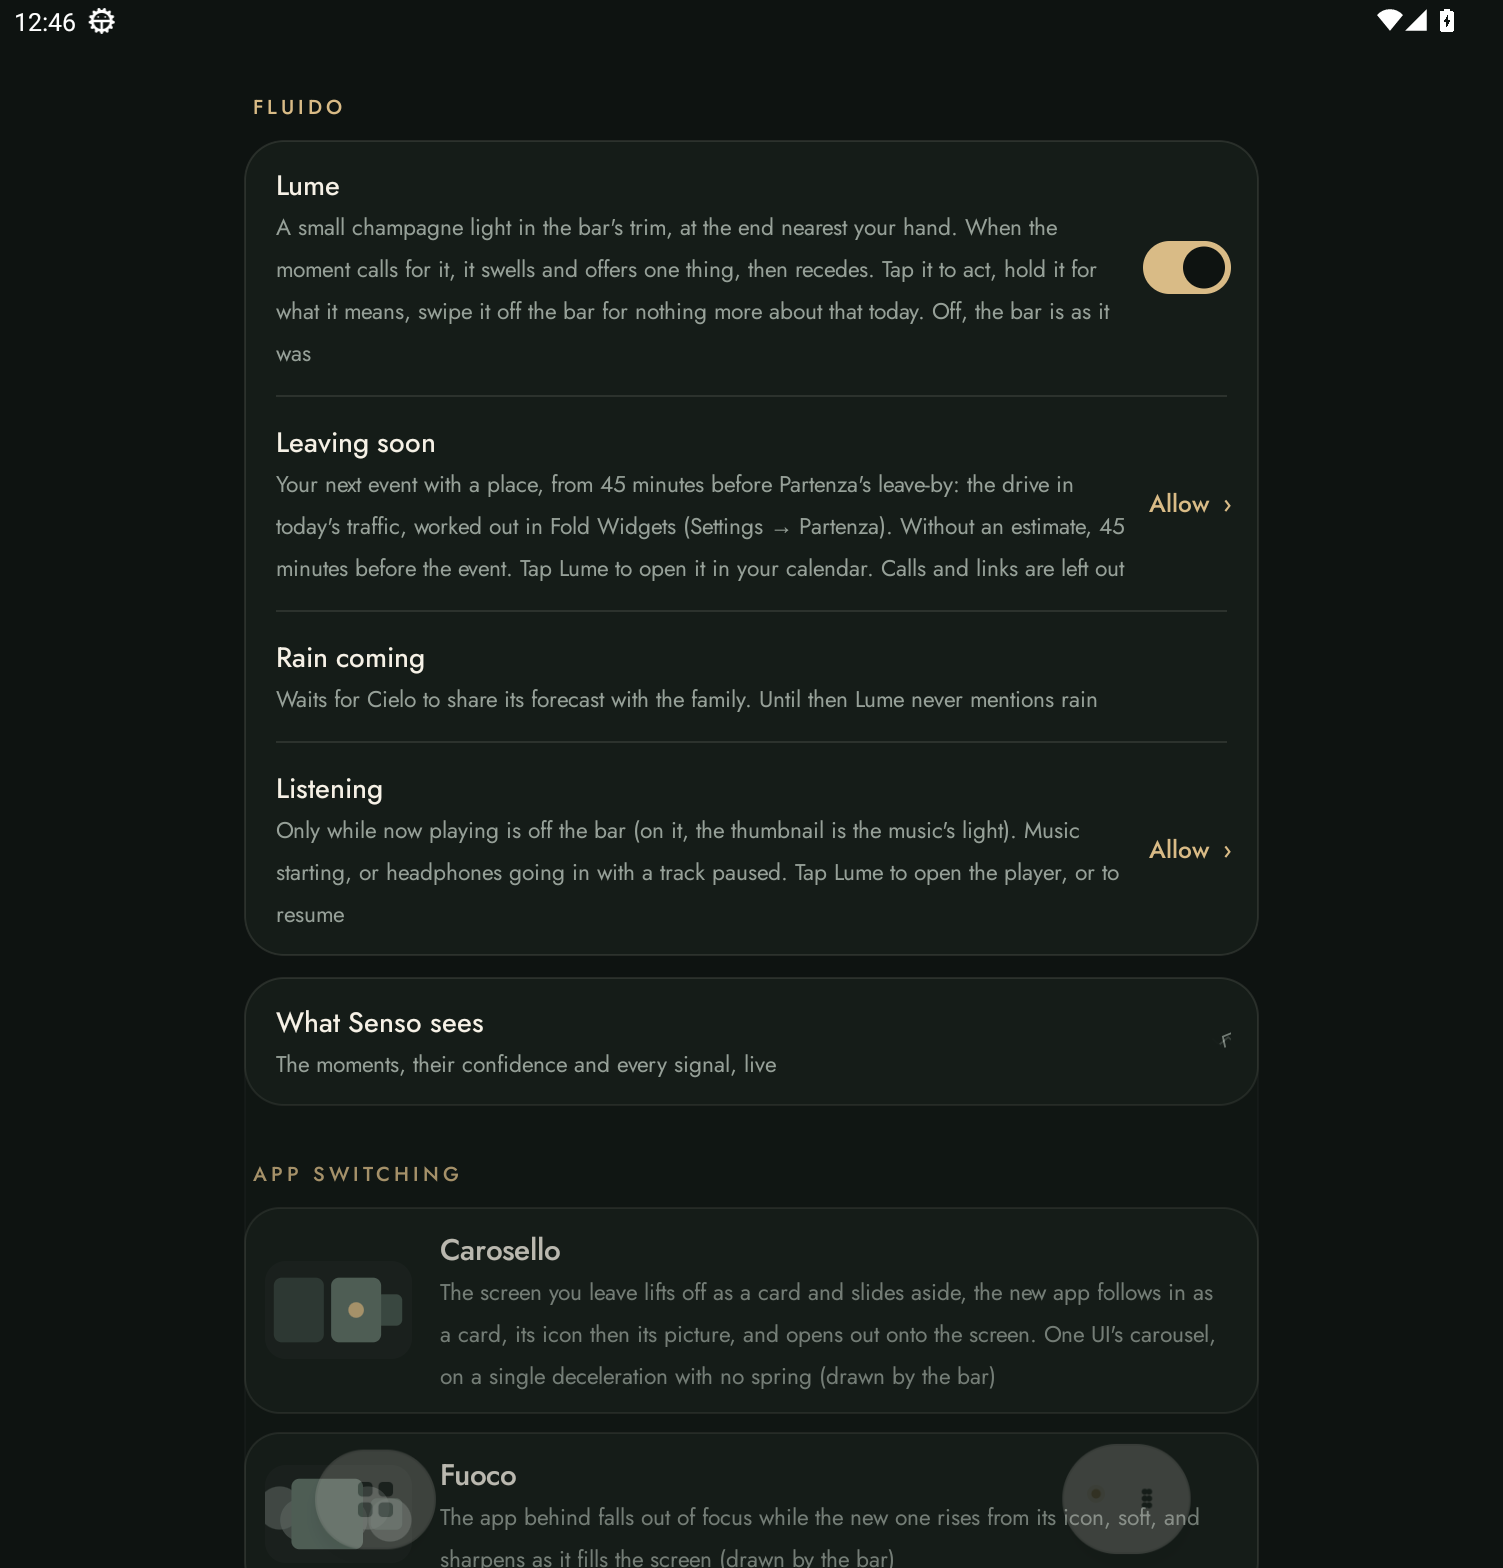 12:46
FLUIDO
Lume
A small champagne light in the bar's trim, at the end nearest your hand. When the
moment calls for it, it swells and offers one thing, then recedes. Tap it to act, hold it for
what it means, swipe it off the bar for nothing more about that today. Off, the bar is as it
was
Leaving soon
Your next event with a place, from 45 minutes before Partenza's leave-by: the drive in
today's traffic, worked out in Fold Widgets (Settings → Partenza). Without an estimate, 45
minutes before the event. Tap Lume to open it in your calendar. Calls and links are left out
Allow ›
Rain coming
Waits for Cielo to share its forecast with the family. Until then Lume never mentions rain
Listening
Only while now playing is off the bar (on it, the thumbnail is the music's light). Music
starting, or headphones going in with a track paused. Tap Lume to open the player, or to
resume
Allow ›
What Senso sees
The moments, their confidence and every signal, live
APP SWITCHING
Carosello
The screen you leave lifts off as a card and slides aside, the new app follows in as
a card, its icon then its picture, and opens out onto the screen. One UI's carousel,
on a single deceleration with no spring (drawn by the bar)
Fuoco
The app behind falls out of focus while the new one rises from its icon, soft, and
sharpens as it fills the screen (drawn by the bar)